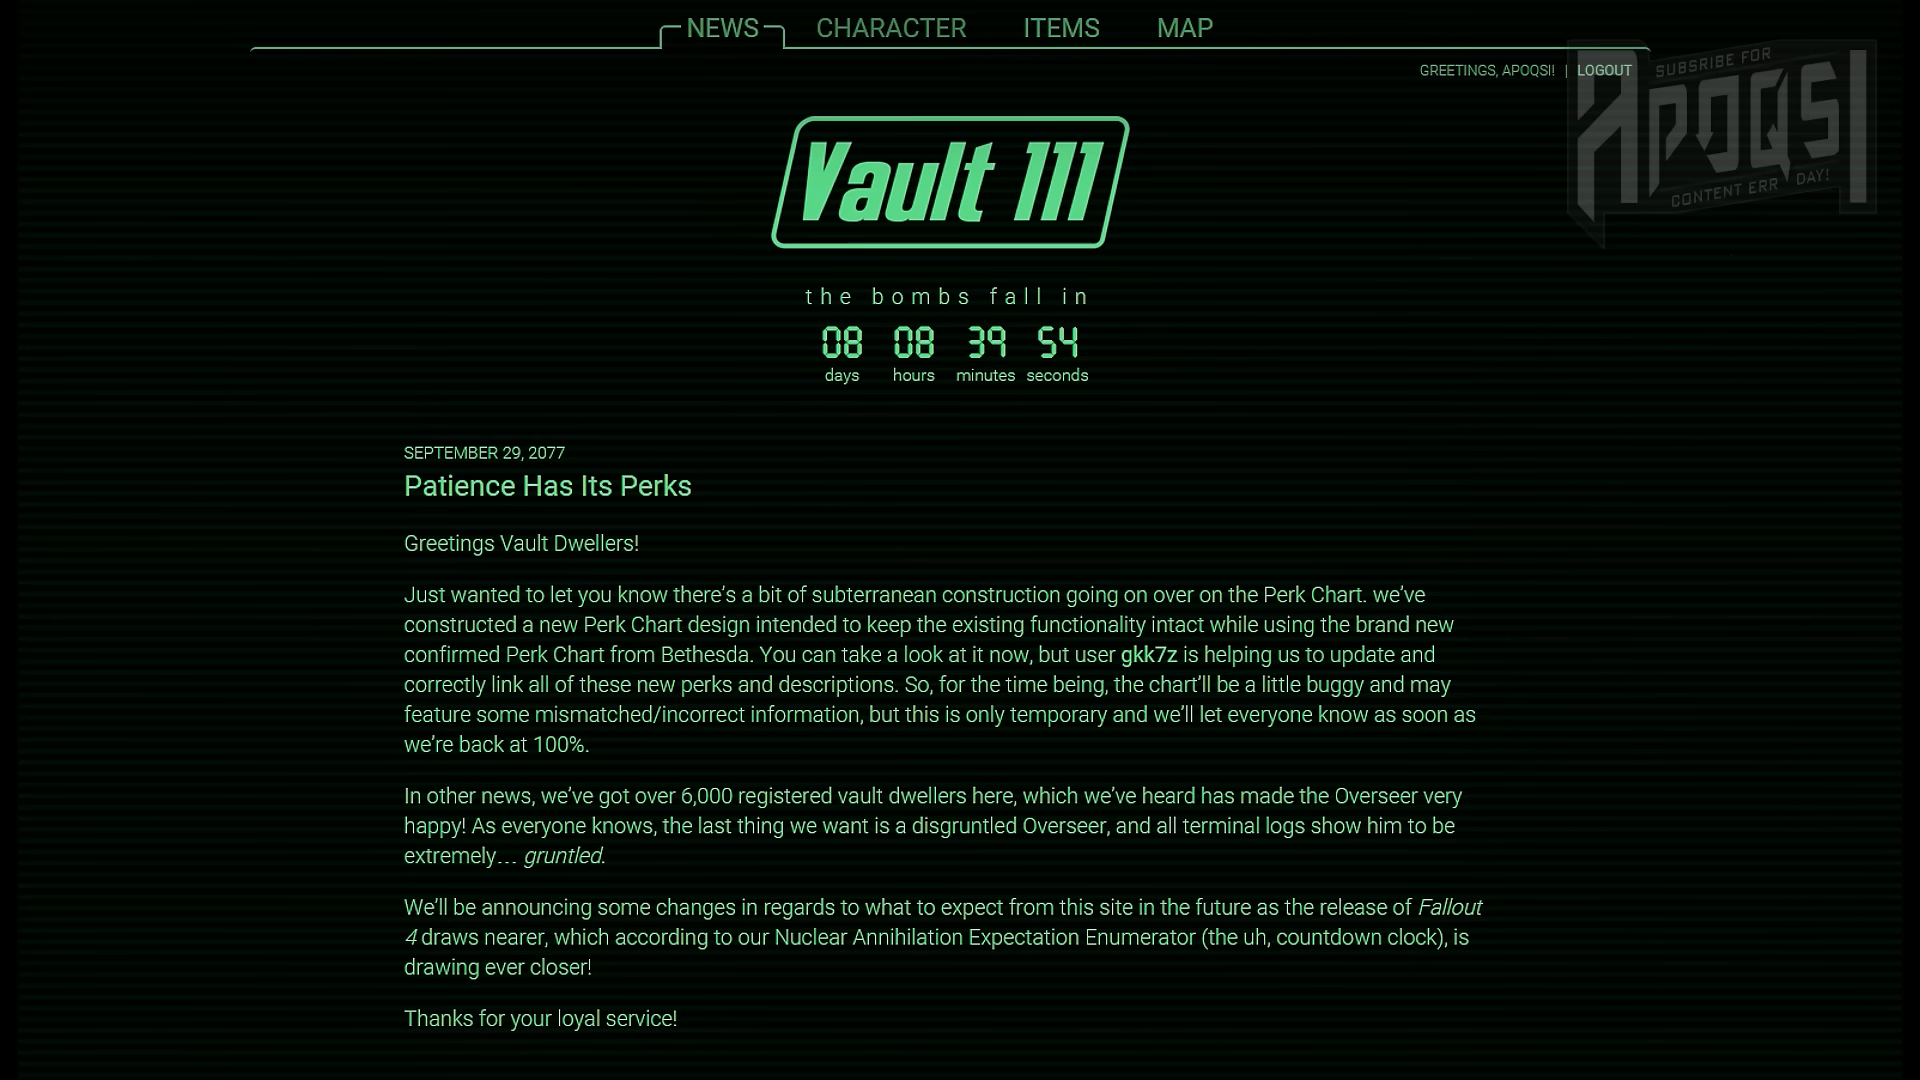 NEWS CHARACTER ITEMS MAP
GREETINGS, APOQSI! | LOGOUT
SUBSRIBE FOR
APOQSI
CONTENT ERR DAY!
Vault 111
the bombs fall in
08 08 39 54
days hours minutes seconds
SEPTEMBER 29, 2077
Patience Has Its Perks
Greetings Vault Dwellers!
Just wanted to let you know there’s a bit of subterranean construction going on over on the Perk Chart. we’ve
constructed a new Perk Chart design intended to keep the existing functionality intact while using the brand new
confirmed Perk Chart from Bethesda. You can take a look at it now, but user gkk7z is helping us to update and
correctly link all of these new perks and descriptions. So, for the time being, the chart’ll be a little buggy and may
feature some mismatched/incorrect information, but this is only temporary and we’ll let everyone know as soon as
we’re back at 100%.
In other news, we’ve got over 6,000 registered vault dwellers here, which we’ve heard has made the Overseer very
happy! As everyone knows, the last thing we want is a disgruntled Overseer, and all terminal logs show him to be
extremely… gruntled.
We’ll be announcing some changes in regards to what to expect from this site in the future as the release of Fallout
4 draws nearer, which according to our Nuclear Annihilation Expectation Enumerator (the uh, countdown clock), is
drawing ever closer!
Thanks for your loyal service!